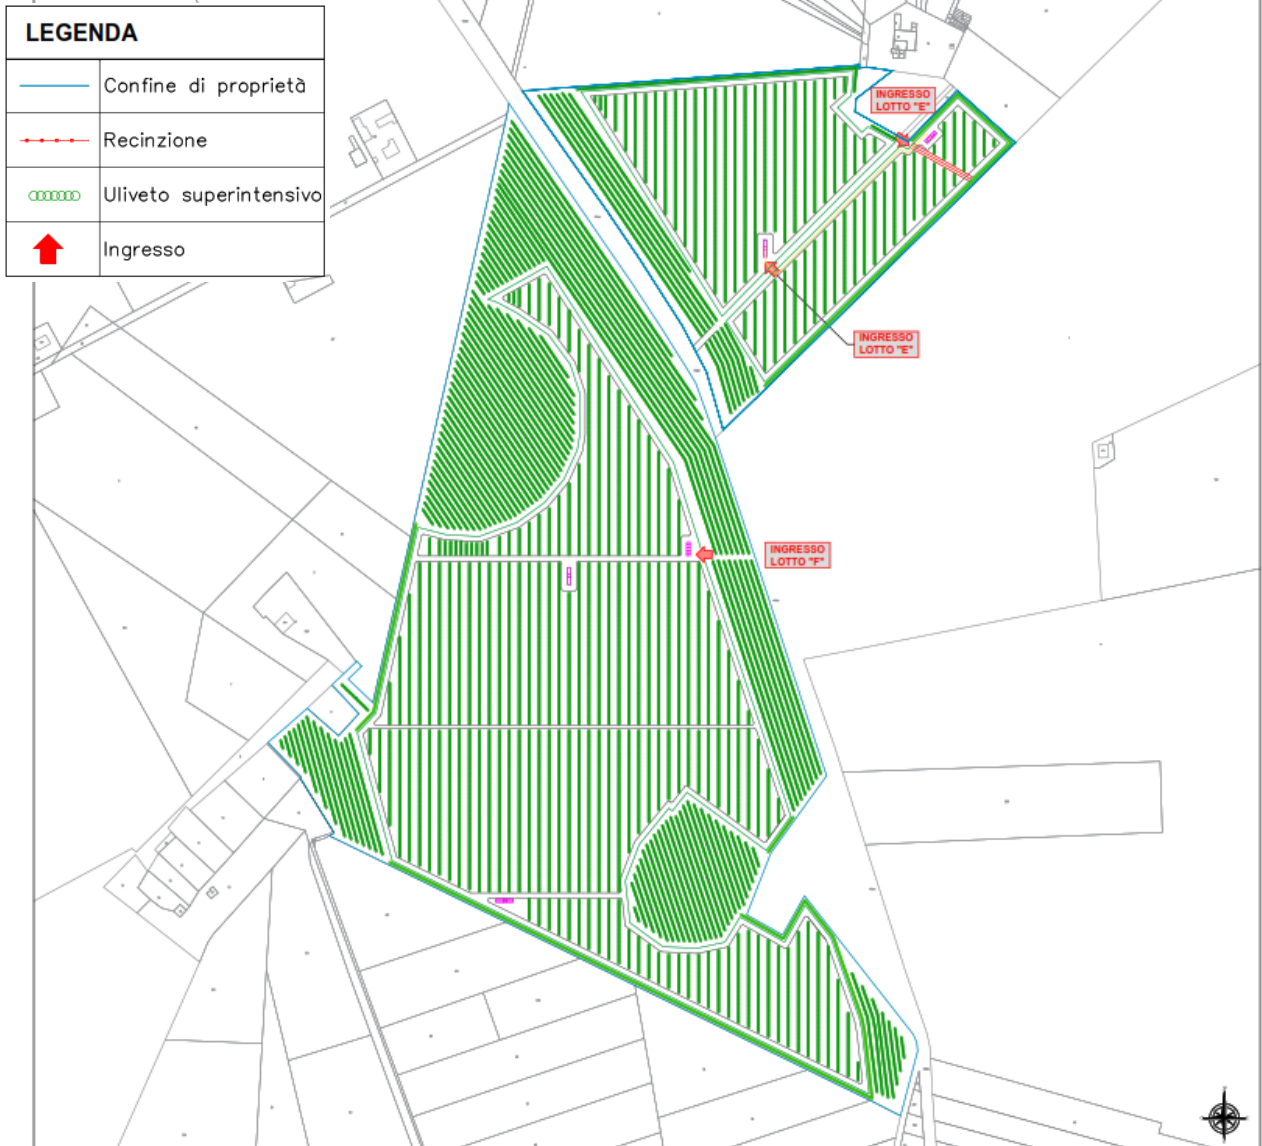 LEGENDA
Confine di proprietà
Recinzione
Uliveto superintensivo
Ingresso
INGRESSO
LOTTO "E"
INGRESSO
LOTTO "E"
INGRESSO
LOTTO "F"